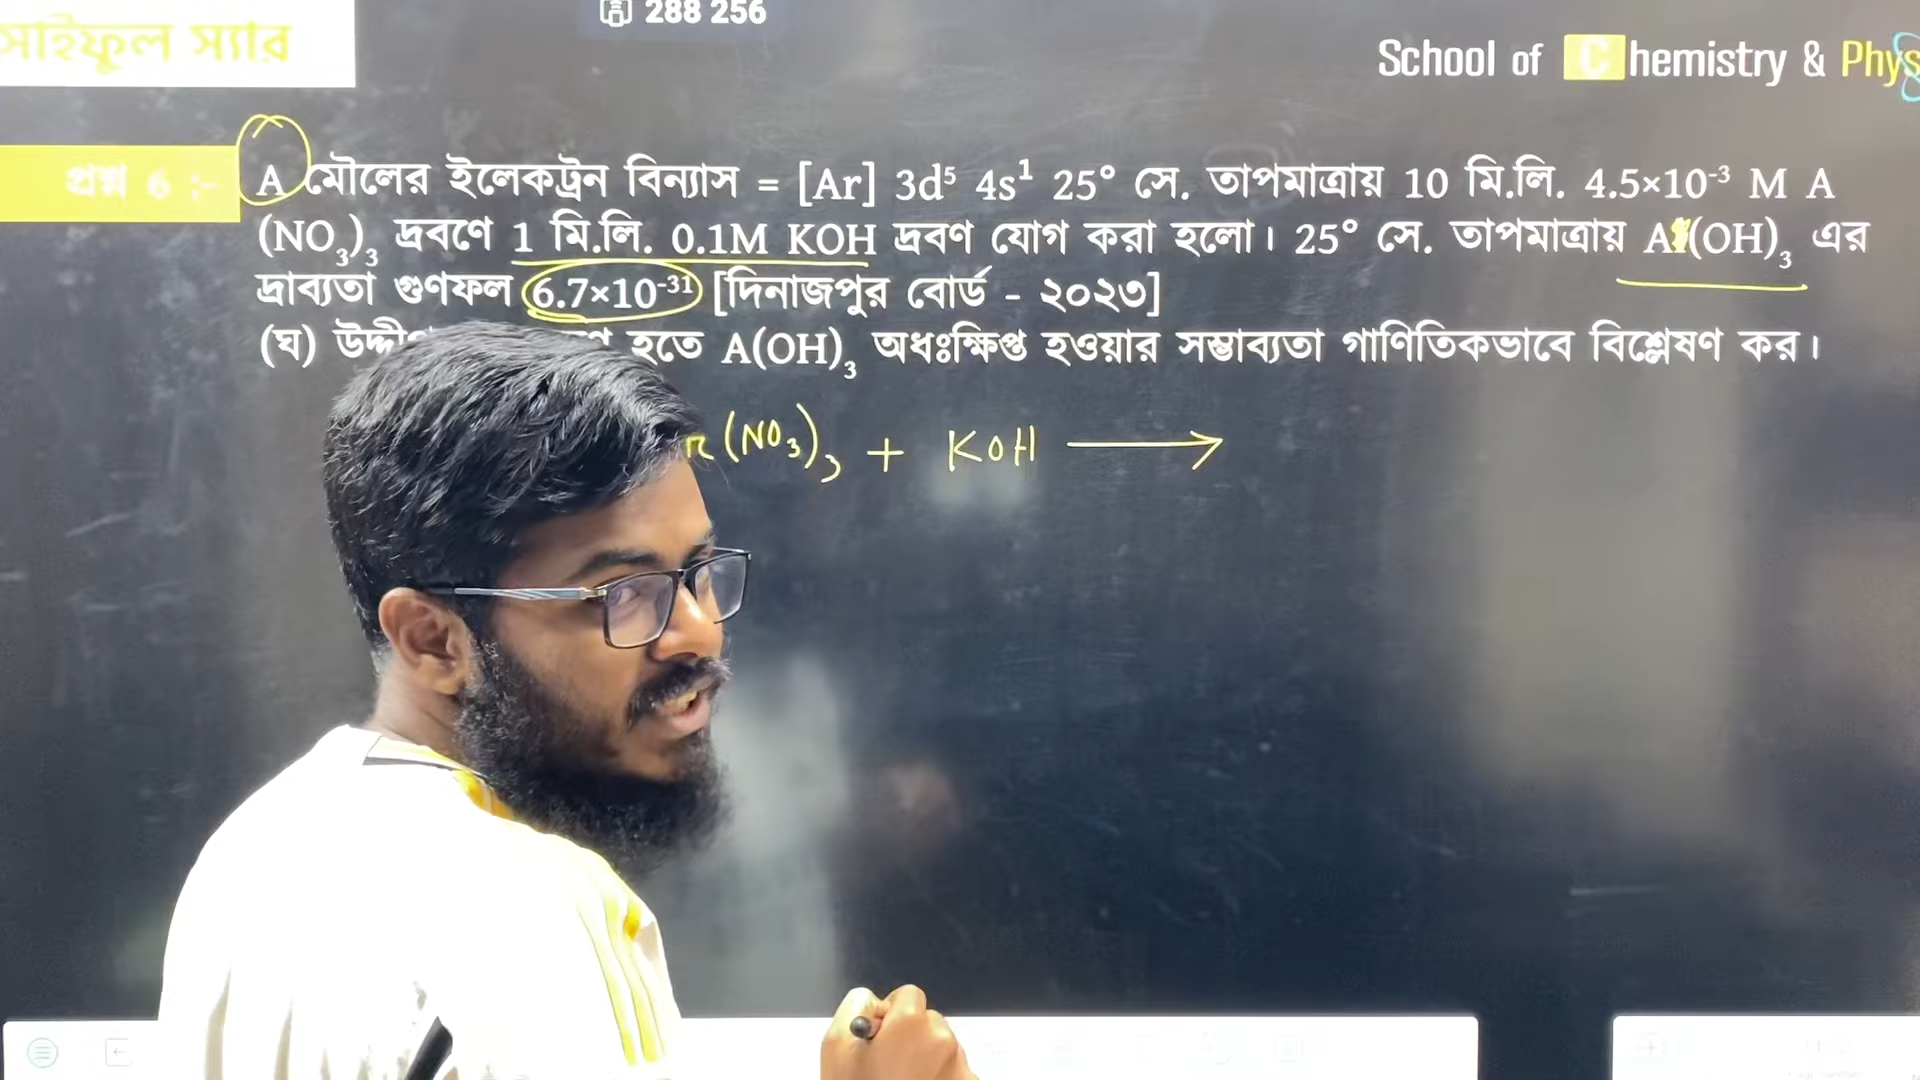 288 256
সাইফুল স্যার
School of Chemistry & Phys
প্রশ্ন 6 :-
A মৌলের ইলেকট্রন বিন্যাস = [Ar] 3d⁵ 4s¹ 25° সে. তাপমাত্রায় 10 মি.লি. 4.5×10⁻³ M A
(NO₃)₃ দ্রবণে 1 মি.লি. 0.1M KOH দ্রবণ যোগ করা হলো। 25° সে. তাপমাত্রায় A(OH)₃ এর
দ্রাব্যতা গুণফল 6.7×10⁻³¹ [দিনাজপুর বোর্ড - ২০২৩]
(ঘ) হতে A(OH)₃ অধঃক্ষিপ্ত হওয়ার সম্ভাব্যতা গাণিতিকভাবে বিশ্লেষণ কর।
(NO₃)₃ + KOH ⟶